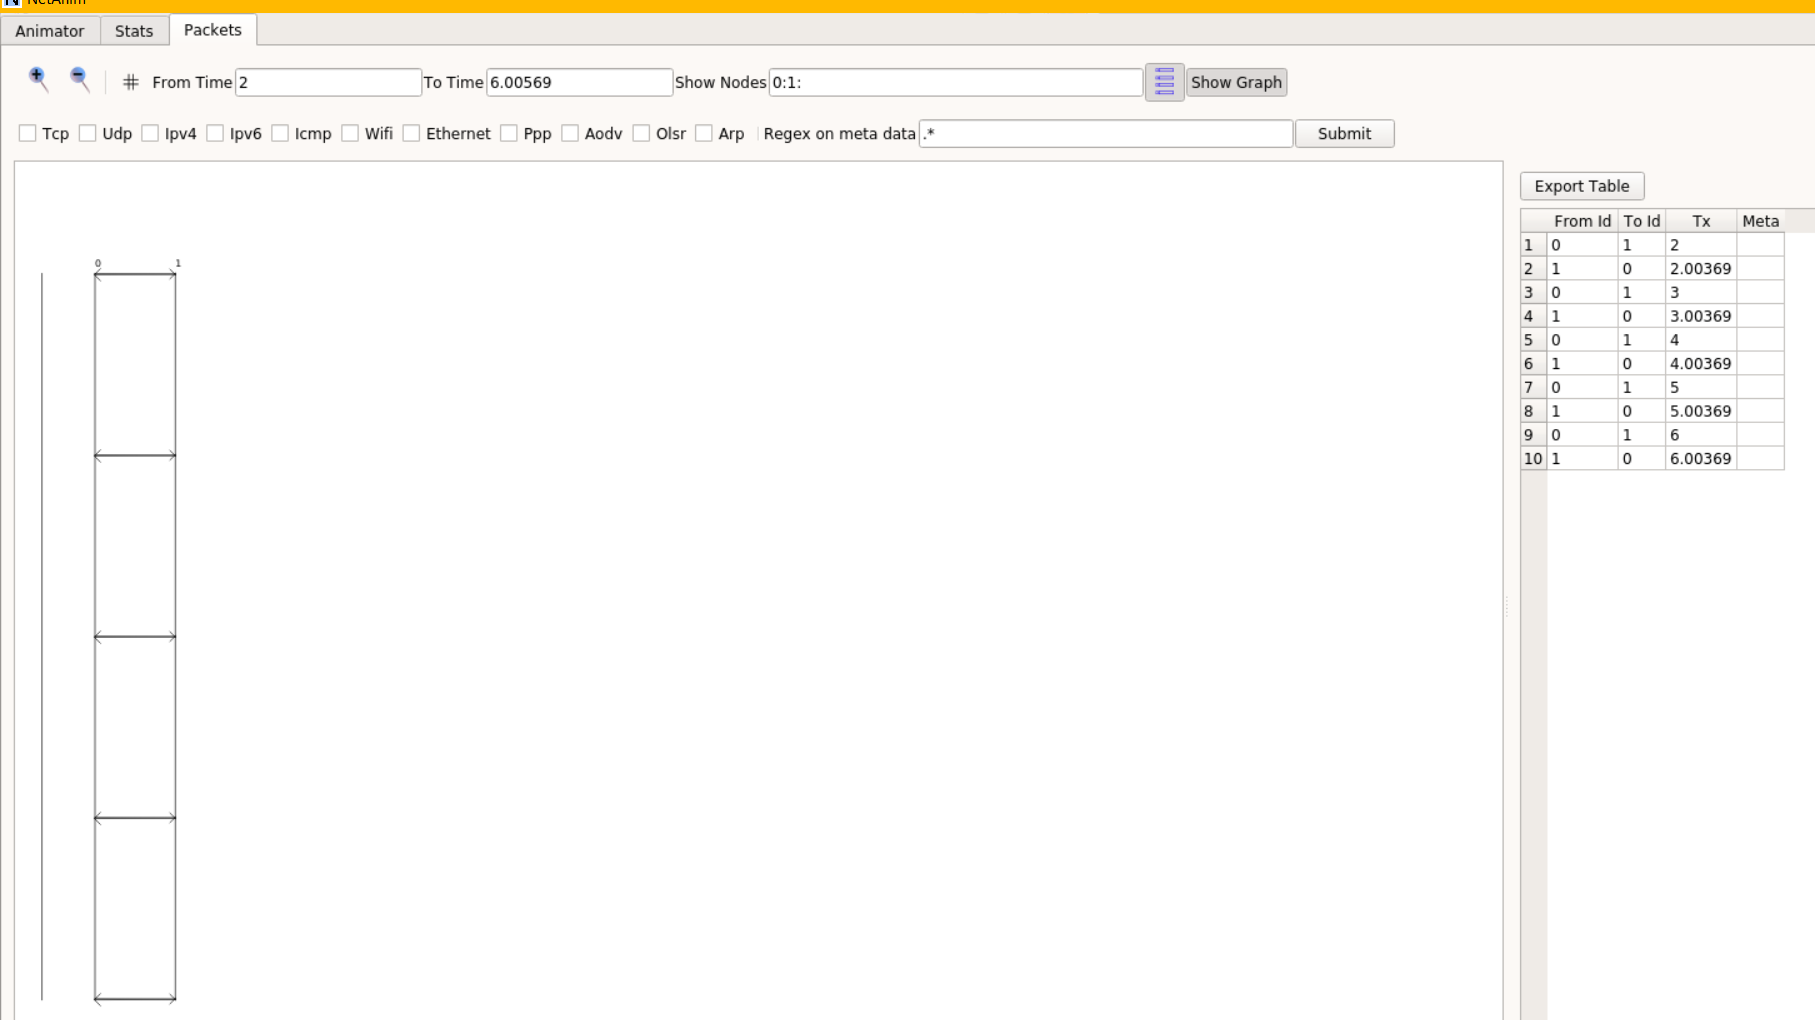 NetAnim
Animator Stats Packets
From Time 2 To Time 6.00569 Show Nodes 0:1: Show Graph
Tcp Udp Ipv4 Ipv6 Icmp Wifi Ethernet Ppp Aodv Olsr Arp Regex on meta data .* Submit
0 1
Export Table
From Id To Id Tx Meta
1 0 1 2
2 1 0 2.00369
3 0 1 3
4 1 0 3.00369
5 0 1 4
6 1 0 4.00369
7 0 1 5
8 1 0 5.00369
9 0 1 6
10 1 0 6.00369